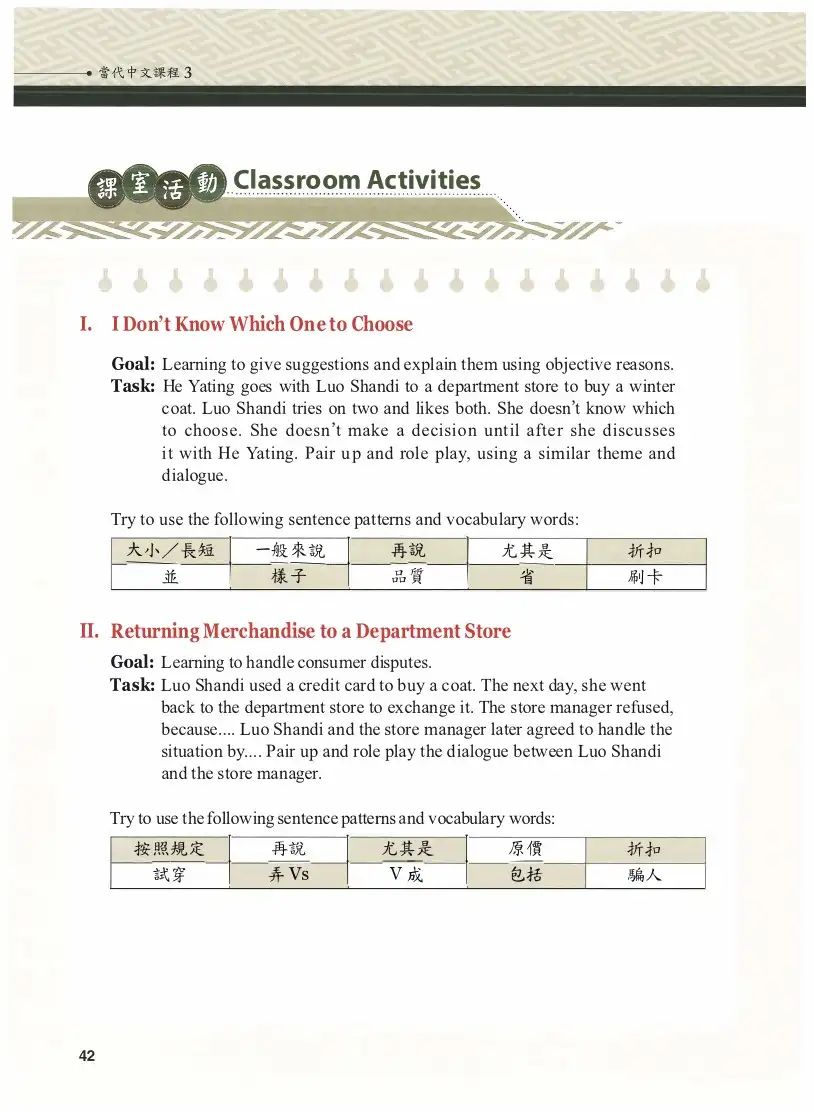 當代中文課程 3
課室活動 Classroom Activities
I. I Don’t Know Which One to Choose
Goal: Learning to give suggestions and explain them using objective reasons.
Task: He Yating goes with Luo Shandi to a department store to buy a winter
coat. Luo Shandi tries on two and likes both. She doesn’t know which
to choose. She doesn’t make a decision until after she discusses
it with He Yating. Pair up and role play, using a similar theme and
dialogue.
Try to use the following sentence patterns and vocabulary words:
大小／長短 一般來說 再說 尤其是 折扣
並 樣子 品質 省 刷卡
II. Returning Merchandise to a Department Store
Goal: Learning to handle consumer disputes.
Task: Luo Shandi used a credit card to buy a coat. The next day, she went
back to the department store to exchange it. The store manager refused,
because.... Luo Shandi and the store manager later agreed to handle the
situation by.... Pair up and role play the dialogue between Luo Shandi
and the store manager.
Try to use the following sentence patterns and vocabulary words:
按照規定 再說 尤其是 原價 折扣
試穿 弄 Vs V 成 包括 騙人
42